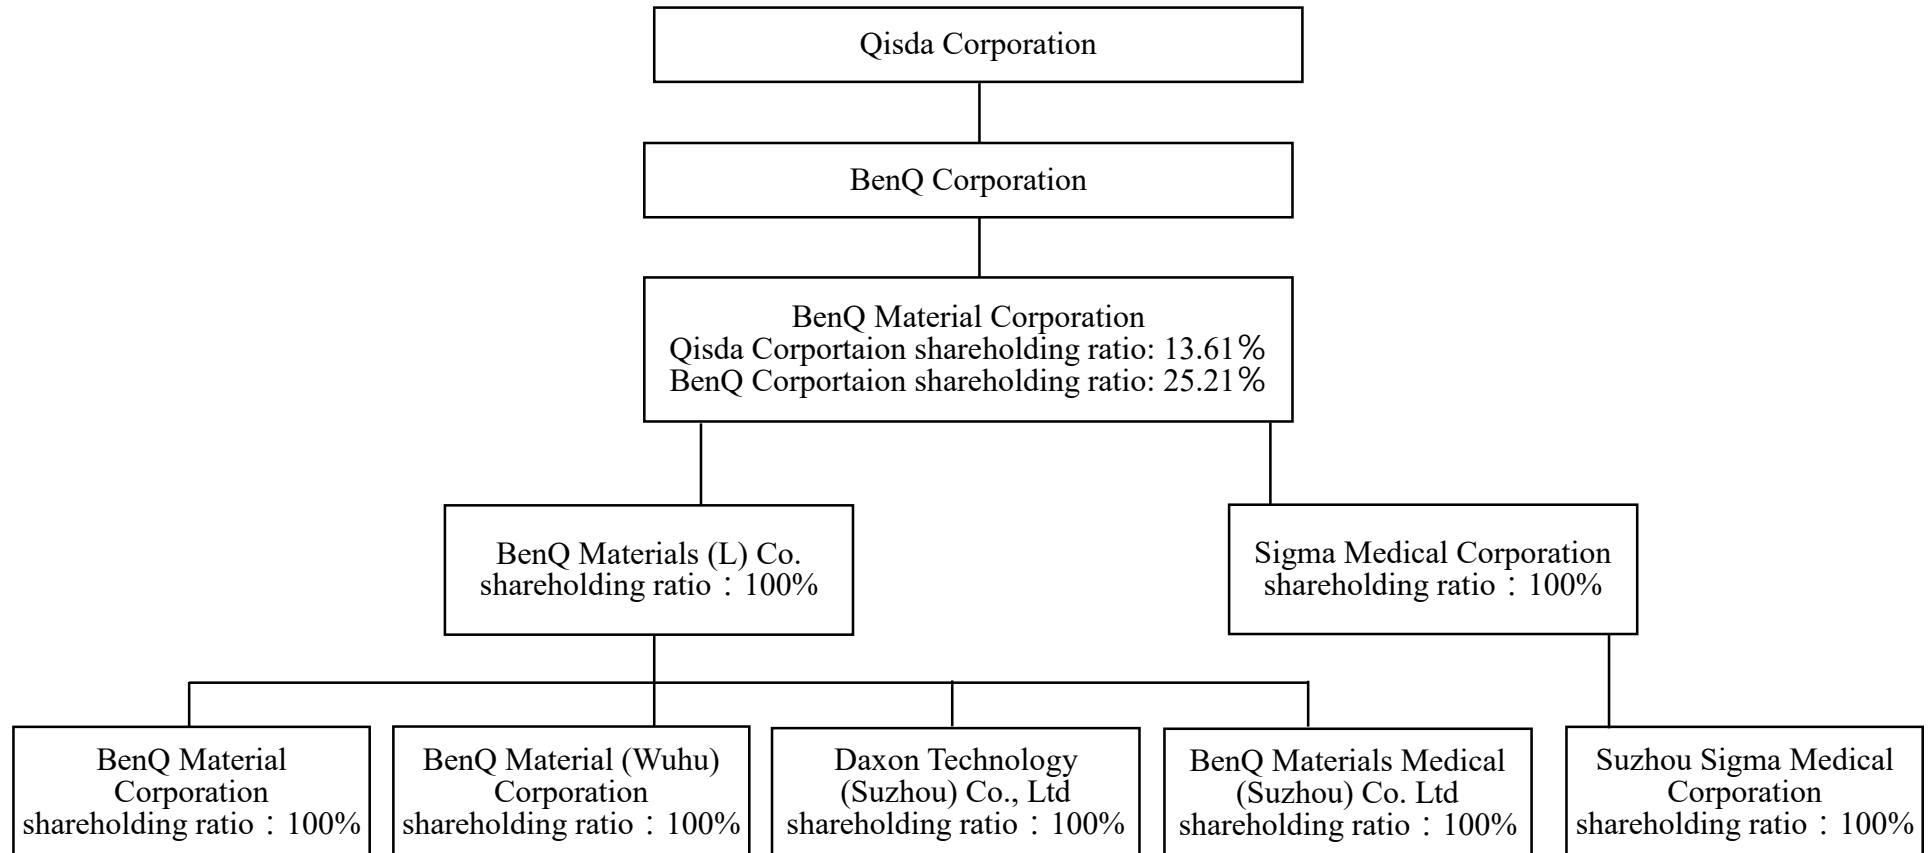 Qisda Corporation
BenQ Corporation
BenQ Material Corporation
Qisda Corportaion shareholding ratio: 13.61％
BenQ Corportaion shareholding ratio: 25.21％
BenQ Materials (L) Co.
shareholding ratio：100%
Sigma Medical Corporation
shareholding ratio：100%
BenQ Material
Corporation
shareholding ratio：100%
BenQ Material (Wuhu)
Corporation
shareholding ratio：100%
Daxon Technology
(Suzhou) Co., Ltd
shareholding ratio：100%
BenQ Materials Medical
(Suzhou) Co. Ltd
shareholding ratio：100%
Suzhou Sigma Medical
Corporation
shareholding ratio：100%